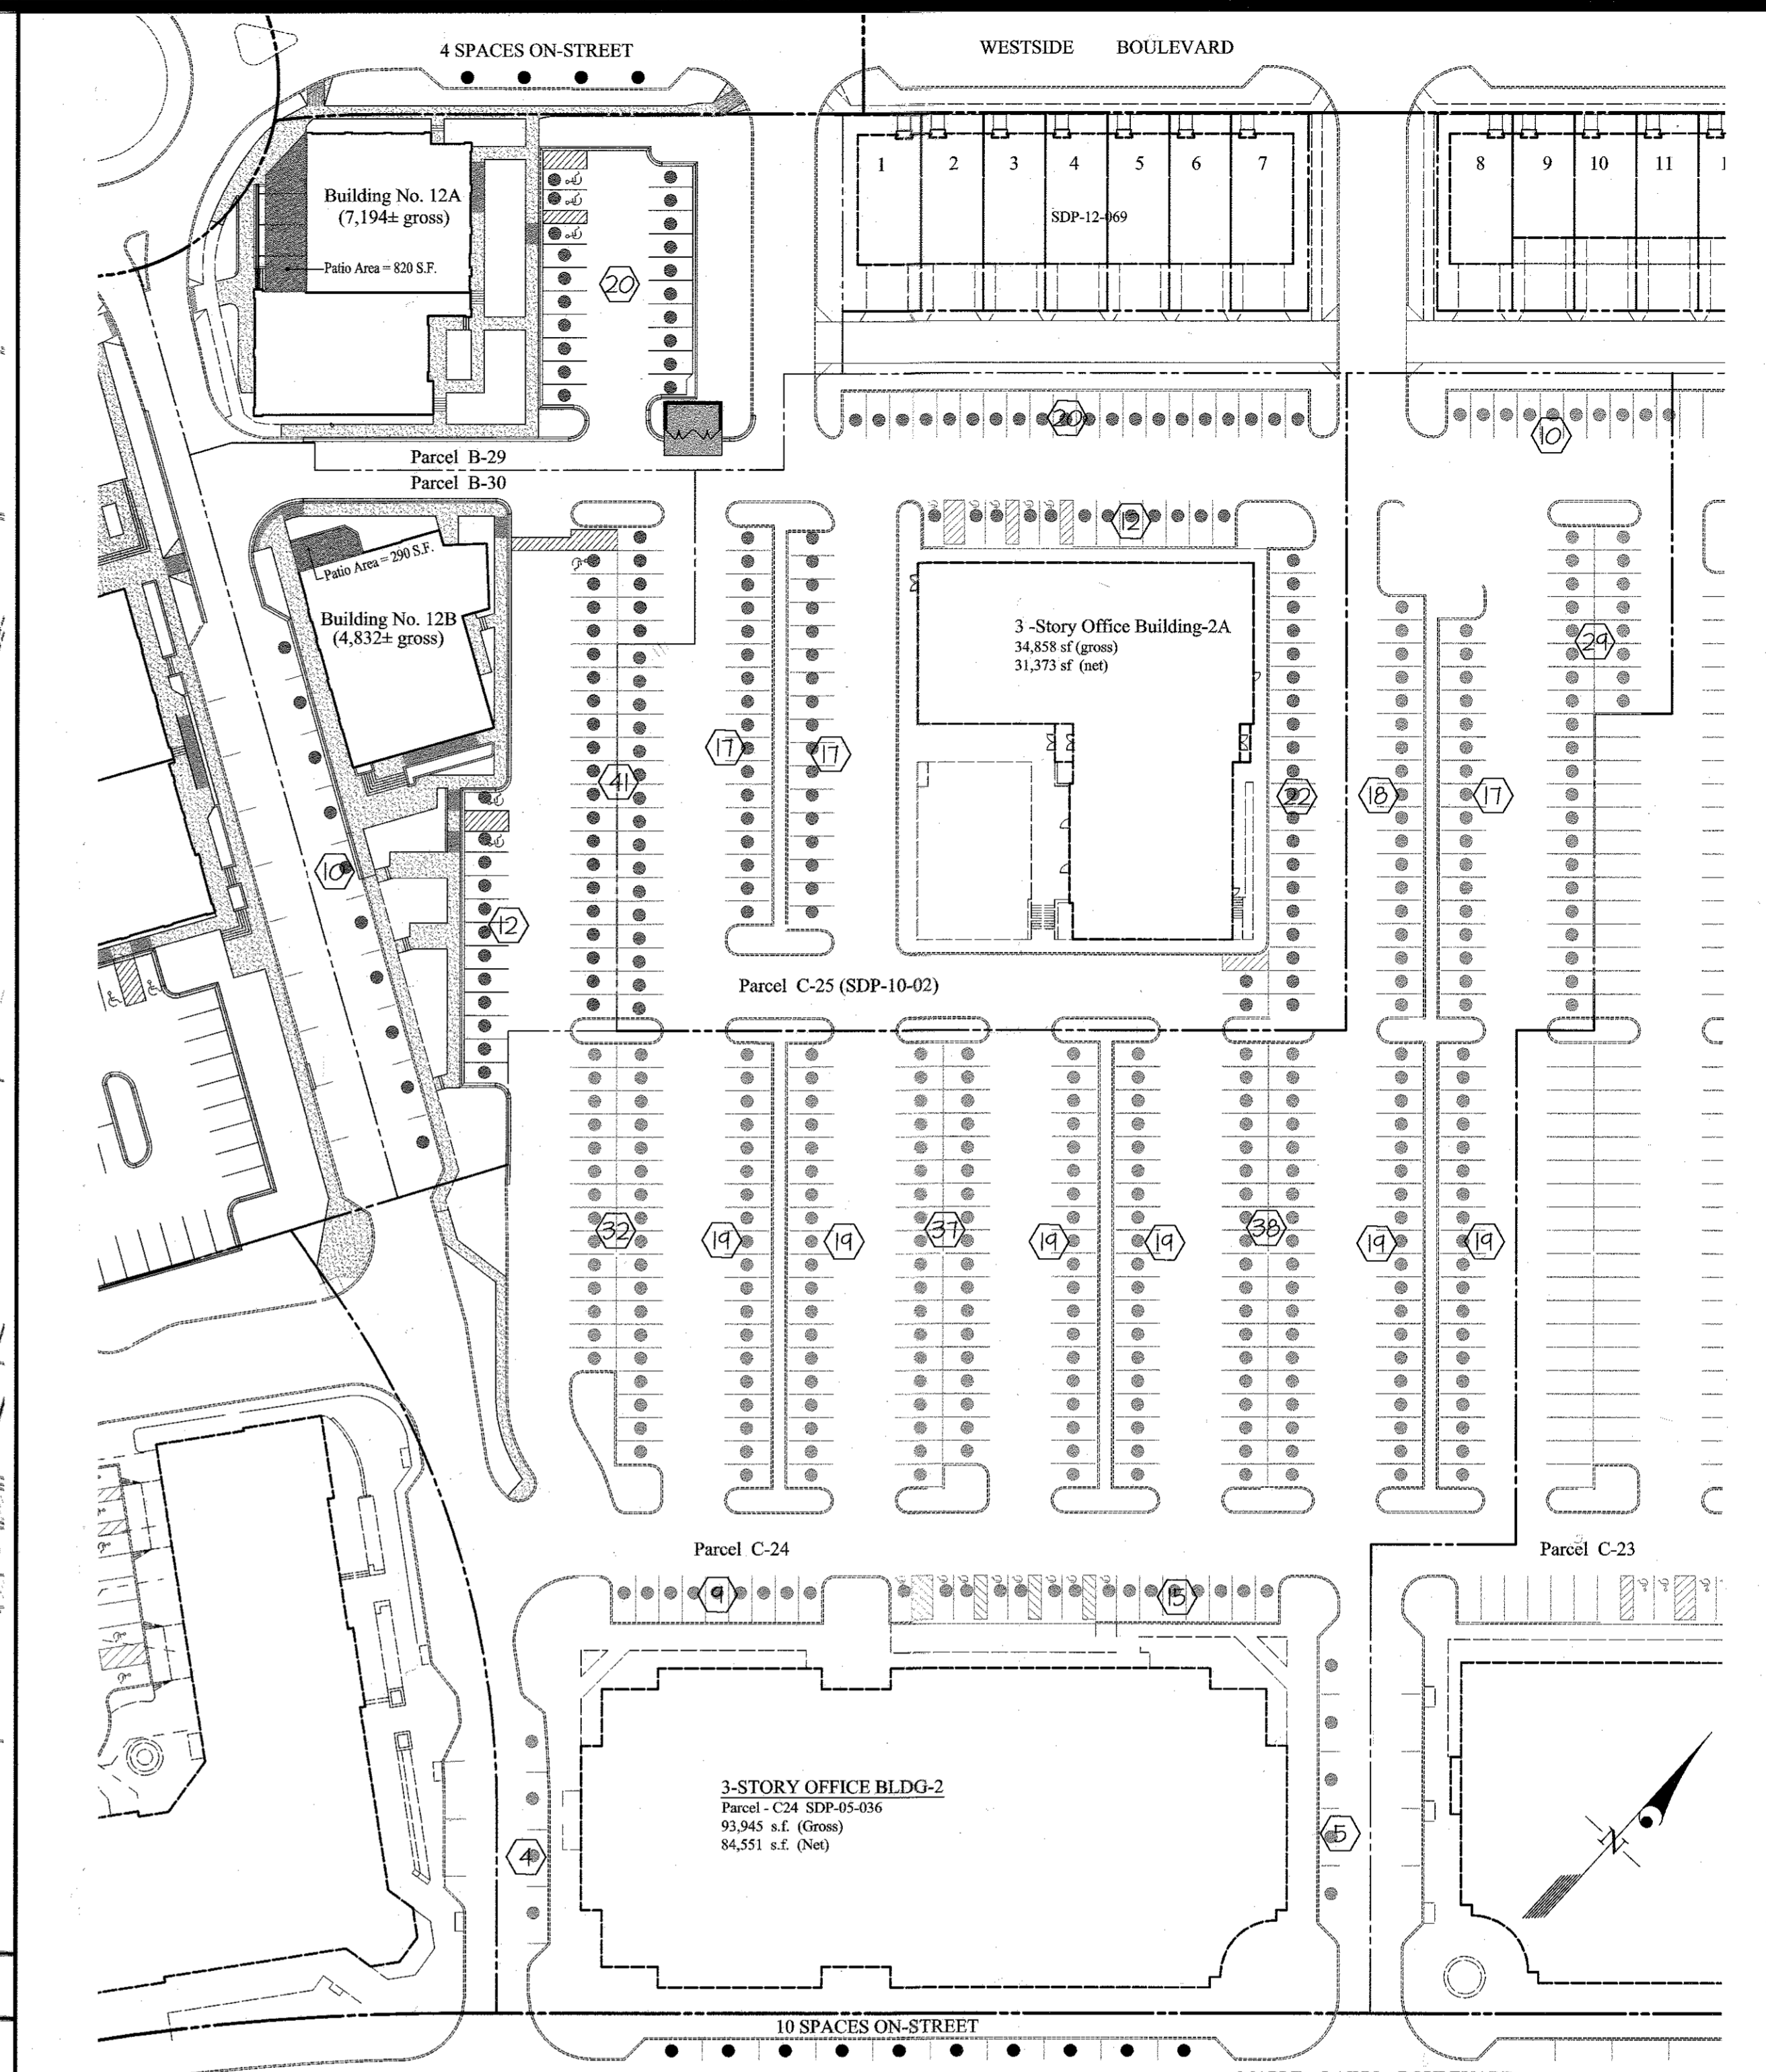 4 SPACES ON-STREET
WESTSIDE BOULEVARD
Building No. 12A
(7,194± gross)
Patio Area = 820 S.F.
20
1 2 3 4 5 6 7
SDP-12-069
8 9 10 11
20
10
Parcel B-29
Parcel B-30
12
Patio Area = 290 S.F.
Building No. 12B
(4,832± gross)
3 -Story Office Building-2A
34,858 sf (gross)
31,373 sf (net)
29
17
17
41
22
18
17
10
12
Parcel C-25 (SDP-10-02)
32
19
19
37
19
19
38
19
19
Parcel C-24
Parcel C-23
9
15
3-STORY OFFICE BLDG-2
Parcel - C24 SDP-05-036
93,945 s.f. (Gross)
84,551 s.f. (Net)
4
5
N
10 SPACES ON-STREET